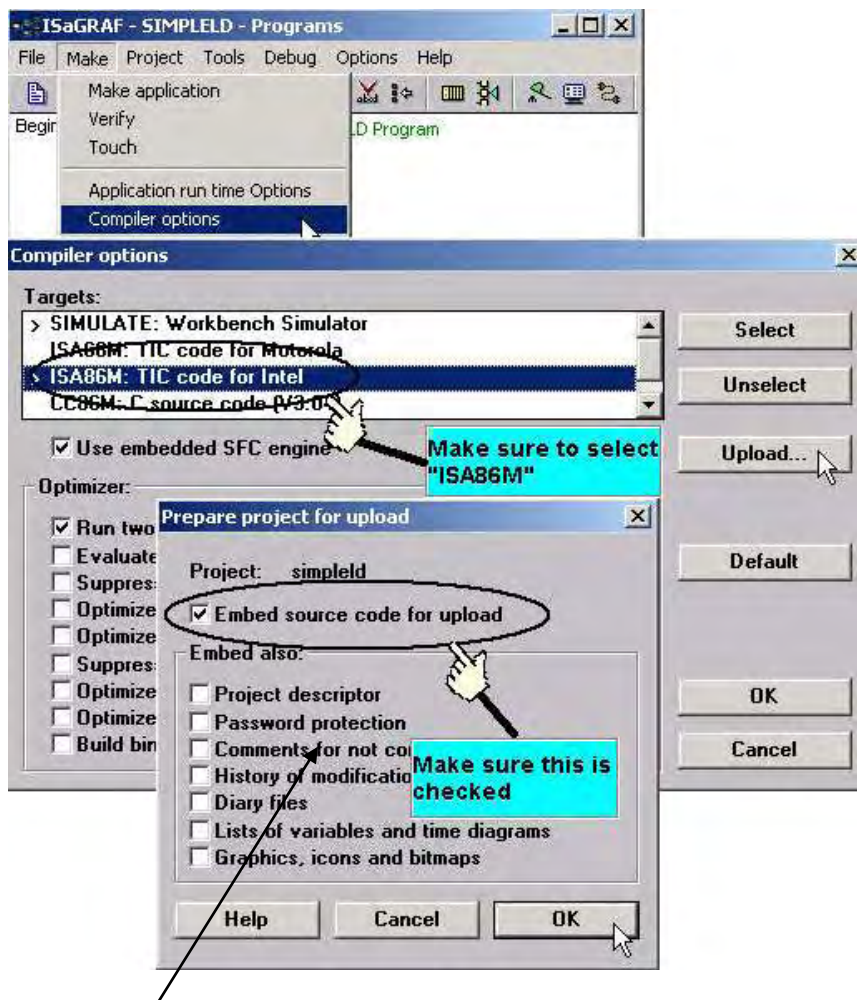 ISaGRAF - SIMPLELD - Programs
File Make Project Tools Debug Options Help
Make application
Verify
Touch
Application run time Options
Compiler options
Begin
LD Program
Compiler options
Targets:
> SIMULATE: Workbench Simulator
ISA68M: TIC code for Motorola
> ISA86M: TIC code for Intel
CC86M: C source code (V3.04)
Use embedded SFC engine
Make sure to select
"ISA86M"
Select
Unselect
Upload...
Default
OK
Cancel
Optimizer:
Run two
Evaluate
Suppres
Optimize
Optimize
Suppres
Optimize
Optimize
Build bin
Prepare project for upload
Project: simpleld
Embed source code for upload
Embed also:
Project descriptor
Password protection
Comments for not co
History of modificatio
Diary files
Lists of variables and time diagrams
Graphics, icons and bitmaps
Make sure this is
checked
Help Cancel OK